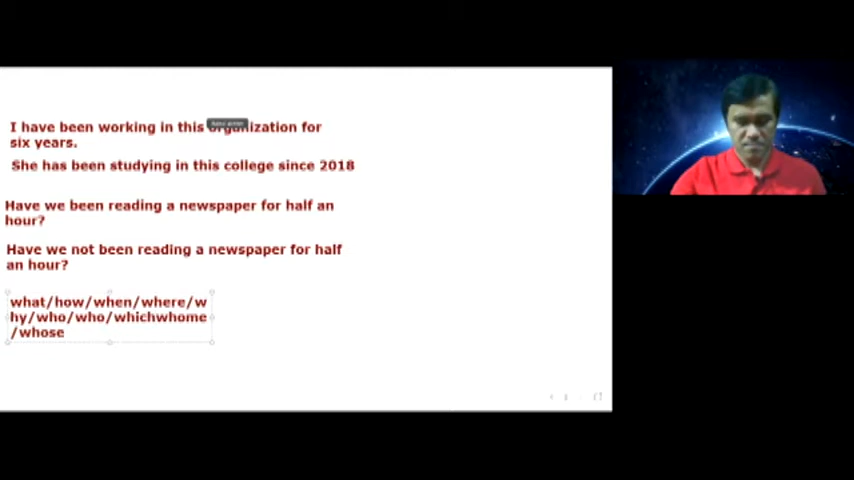 I have been working in this organization for
six years.
She has been studying in this college since 2018
Have we been reading a newspaper for half an
hour?
Have we not been reading a newspaper for half
an hour?
what/how/when/where/w
hy/who/who/whichwhome
/whose